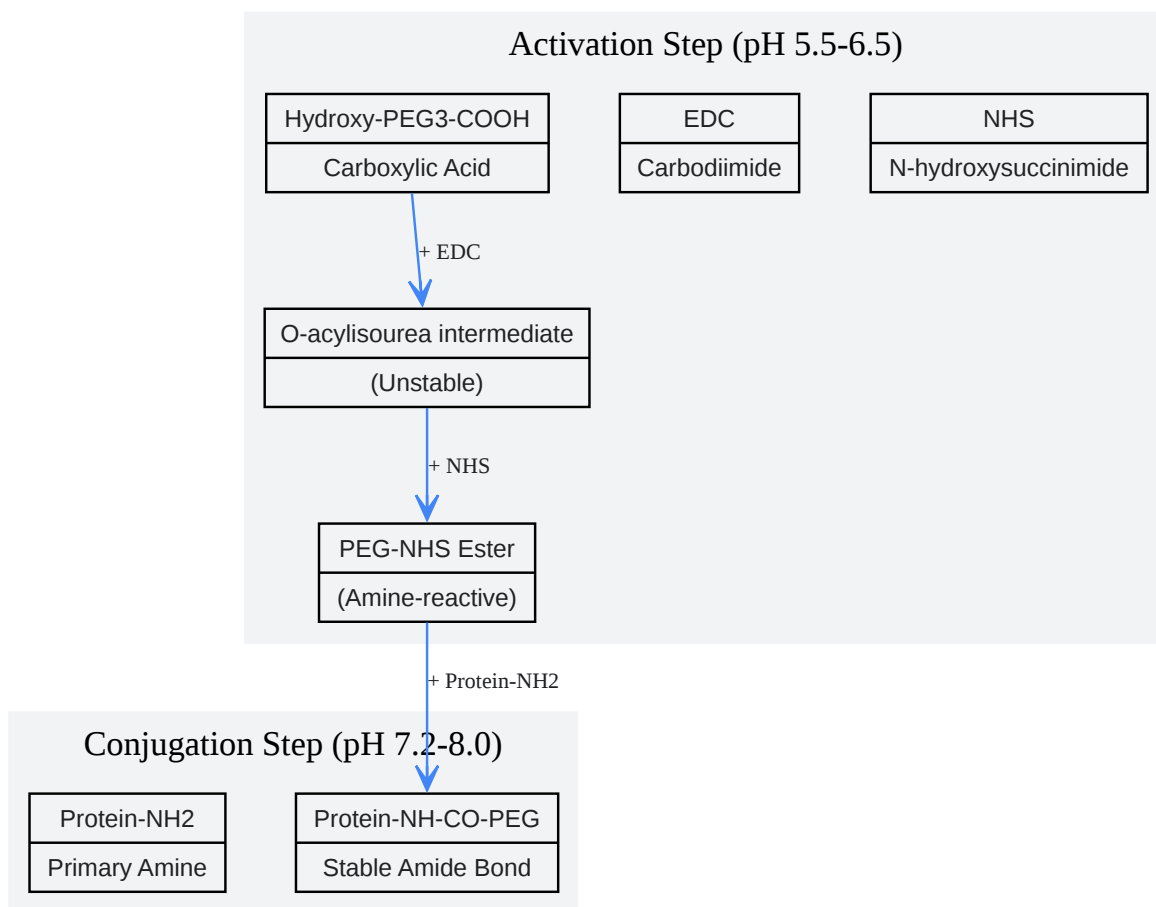 Activation Step (pH 5.5-6.5)
Hydroxy-PEG3-COOH
Carboxylic Acid
EDC
Carbodiimide
NHS
N-hydroxysuccinimide
+ EDC
O-acylisourea intermediate
(Unstable)
+ NHS
PEG-NHS Ester
(Amine-reactive)
+ Protein-NH2
Conjugation Step (pH 7.2-8.0)
Protein-NH2
Primary Amine
Protein-NH-CO-PEG
Stable Amide Bond